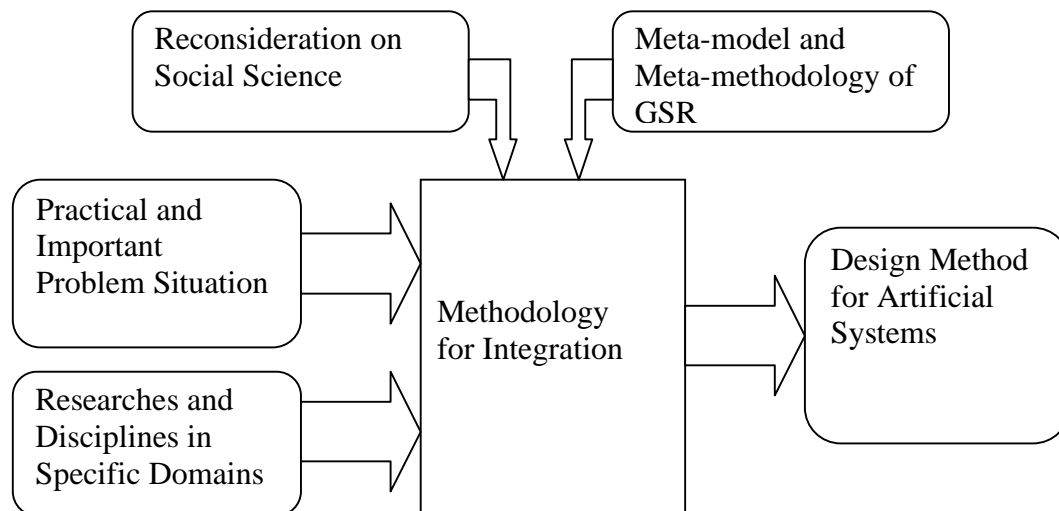 Reconsideration on
Social Science
Meta-model and
Meta-methodology of
GSR
Practical and
Important
Problem Situation
Methodology
for Integration
Design Method
for Artificial
Systems
Researches and
Disciplines in
Specific Domains